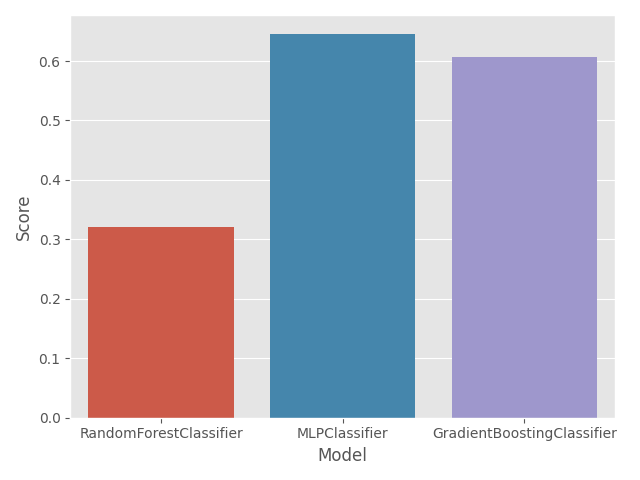 0.6
0.5
0.4
0.3
0.2
0.1
0.0
Score
RandomForestClassifier
MLPClassifier
GradientBoostingClassifier
Model